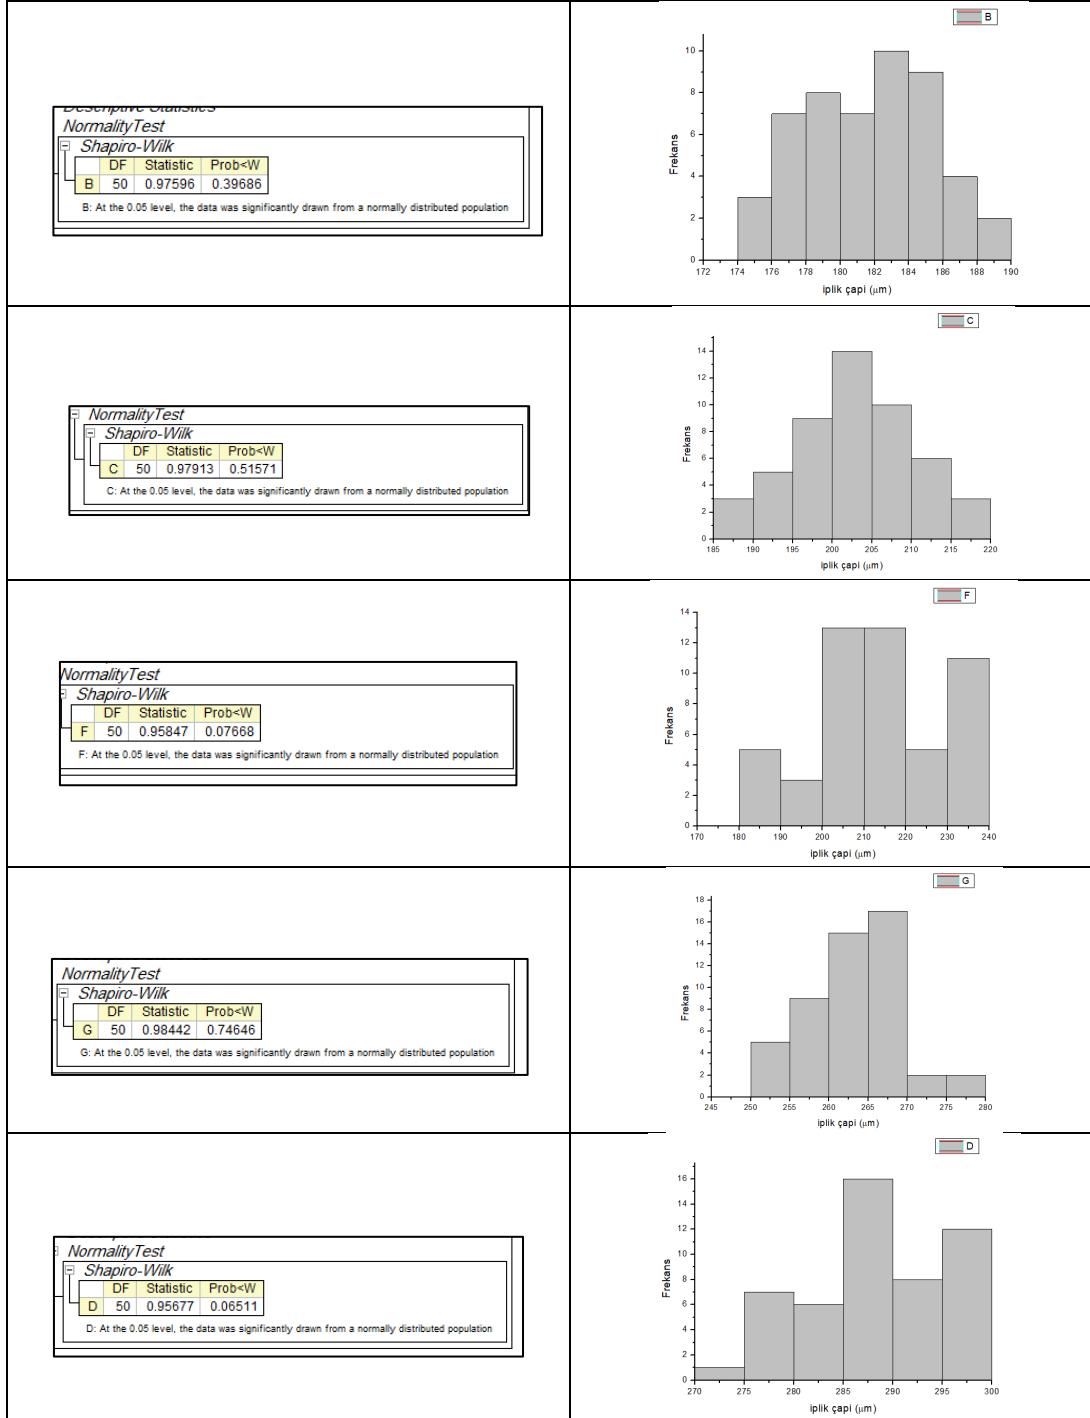 Descriptive Statistics
NormalityTest
Shapiro-Wilk
DF Statistic Prob<W
B 50 0.97596 0.39686
B: At the 0.05 level, the data was significantly drawn from a normally distributed population
B
10
8
6
4
2
0
Frekans
172 174 176 178 180 182 184 186 188 190
iplik çapi (μm)
NormalityTest
Shapiro-Wilk
DF Statistic Prob<W
C 50 0.97913 0.51571
C: At the 0.05 level, the data was significantly drawn from a normally distributed population
C
14
12
10
8
6
4
2
0
Frekans
185 190 195 200 205 210 215 220
iplik çapi (μm)
NormalityTest
Shapiro-Wilk
DF Statistic Prob<W
F 50 0.95847 0.07668
F: At the 0.05 level, the data was significantly drawn from a normally distributed population
F
14
12
10
8
6
4
2
0
Frekans
170 180 190 200 210 220 230 240
iplik çapi (μm)
NormalityTest
Shapiro-Wilk
DF Statistic Prob<W
G 50 0.98442 0.74646
G: At the 0.05 level, the data was significantly drawn from a normally distributed population
G
18
16
14
12
10
8
6
4
2
0
Frekans
245 250 255 260 265 270 275 280
iplik çapi (μm)
NormalityTest
Shapiro-Wilk
DF Statistic Prob<W
D 50 0.95677 0.06511
D: At the 0.05 level, the data was significantly drawn from a normally distributed population
D
16
14
12
10
8
6
4
2
0
Frekans
270 275 280 285 290 295 300
iplik çapi (μm)